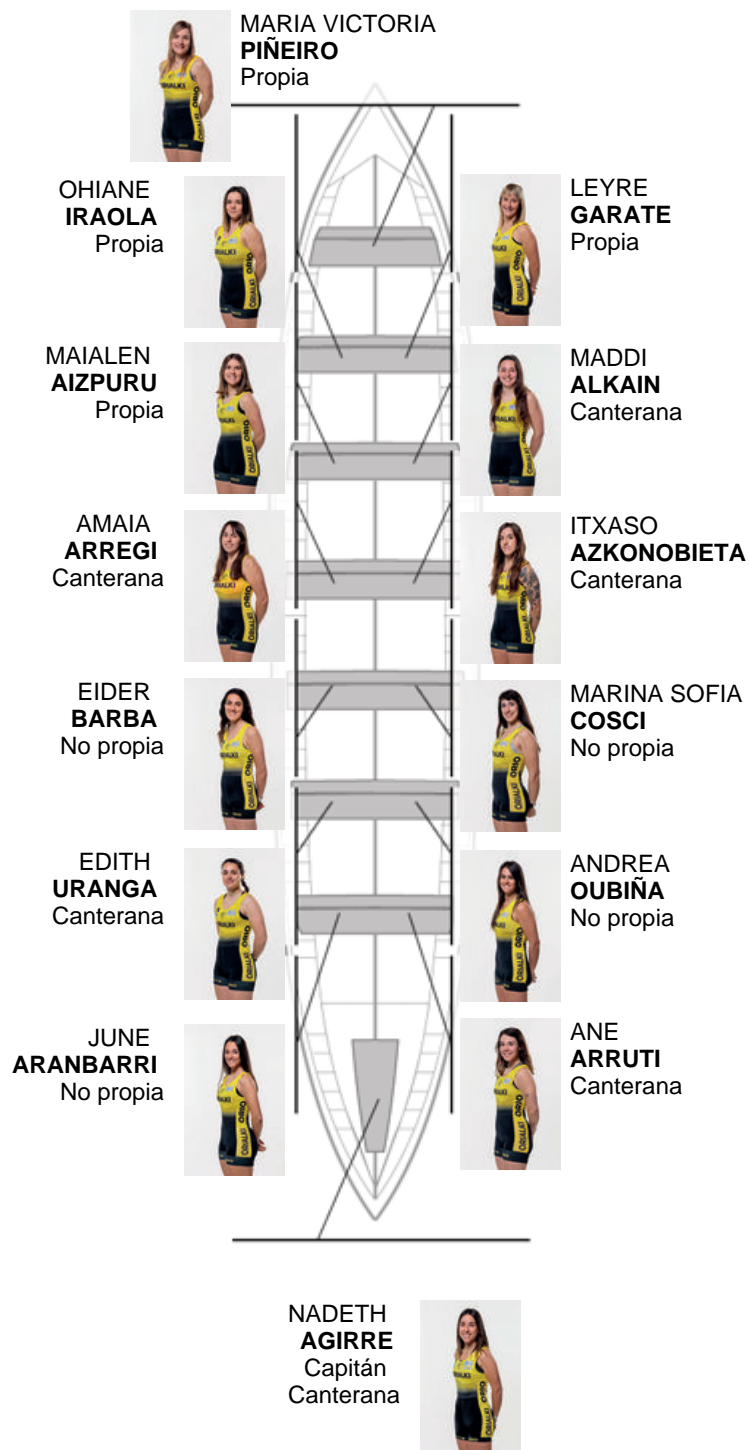 MARIA VICTORIA
PIÑEIRO
Propia
OHIANE
IRAOLA
Propia
LEYRE
GARATE
Propia
MAIALEN
AIZPURU
Propia
MADDI
ALKAIN
Canterana
AMAIA
ARREGI
Canterana
ITXASO
AZKONOBIETA
Canterana
EIDER
BARBA
No propia
MARINA SOFIA
COSCI
No propia
EDITH
URANGA
Canterana
ANDREA
OUBIÑA
No propia
JUNE
ARANBARRI
No propia
ANE
ARRUTI
Canterana
NADETH
AGIRRE
Capitán
Canterana